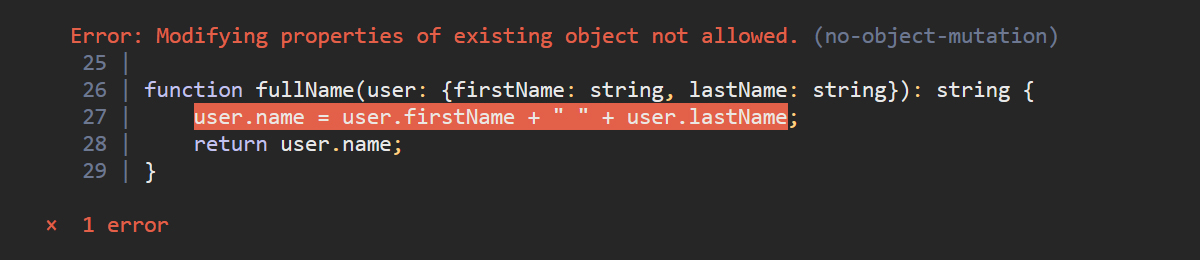 Error: Modifying properties of existing object not allowed. (no-object-mutation)
25 |
26 | function fullName(user: {firstName: string, lastName: string}): string {
27 |     user.name = user.firstName + " " + user.lastName;
28 |     return user.name;
29 | }
× 1 error